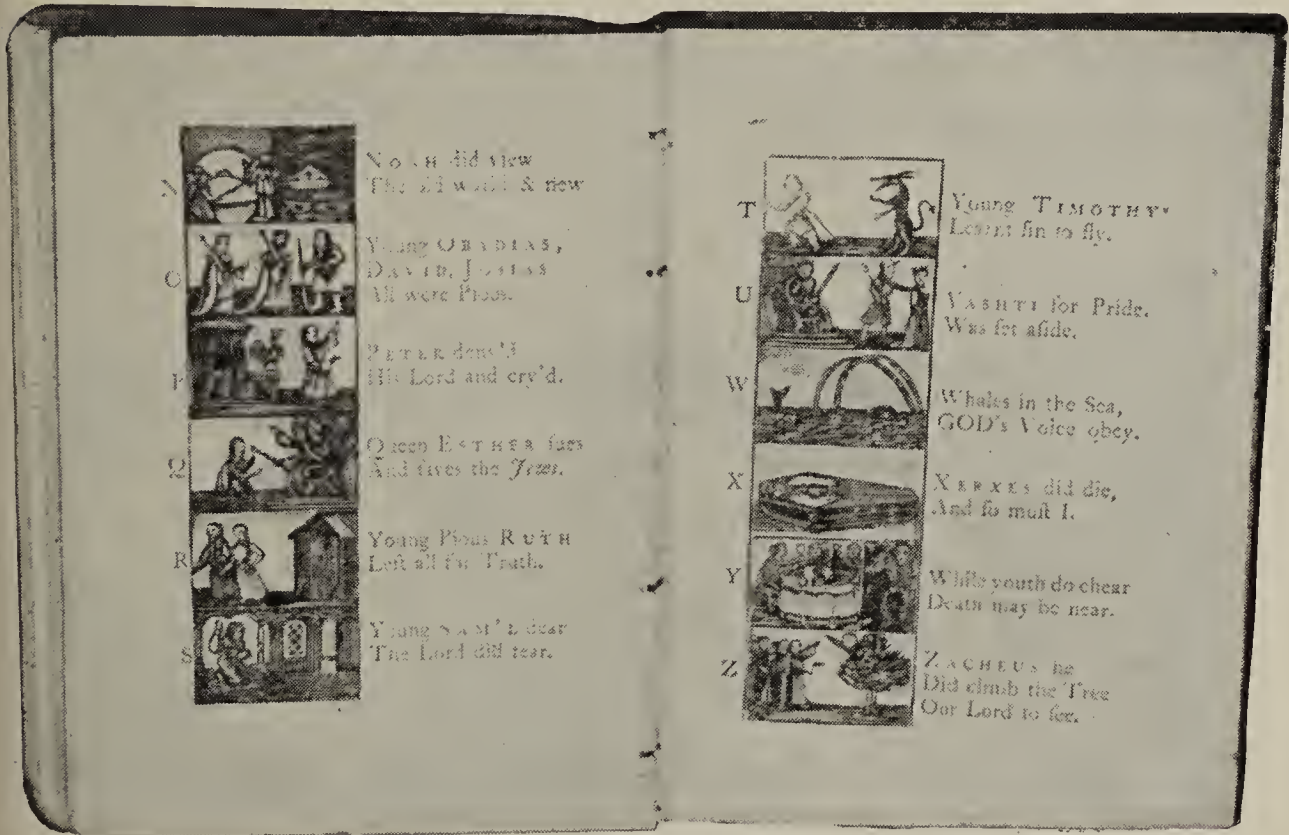 N
NOAH did view
The old world & new
O
Young OBADIAS,
DAVID, JOSIAS
All were Pious.
P
PETER deny'd
His Lord and cry'd.
Q
Queen ESTHER sues
And saves the Jews.
R
Young Pious RUTH
Left all for Truth.
S
Young SAM'L dear
The Lord did fear.
T
Young TIMOTHY
Learnt sin to fly.
U
VASHTI for Pride,
Was set aside.
W
Whales in the Sea,
GOD's Voice obey.
X
XERXES did die,
And so must I.
Y
While youth do chear
Death may be near.
Z
ZACHEUS he
Did climb the Tree
Our Lord to see.